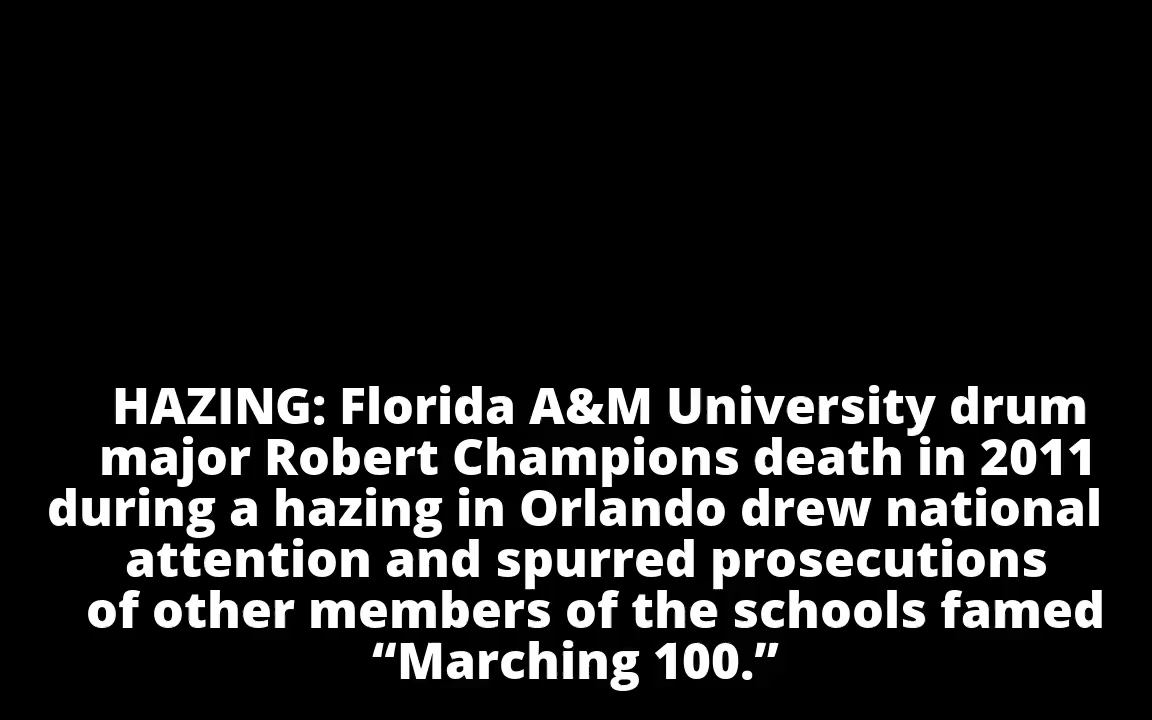 HAZING: Florida A&M University drum
major Robert Champions death in 2011
during a hazing in Orlando drew national
attention and spurred prosecutions
of other members of the schools famed
“Marching 100.”